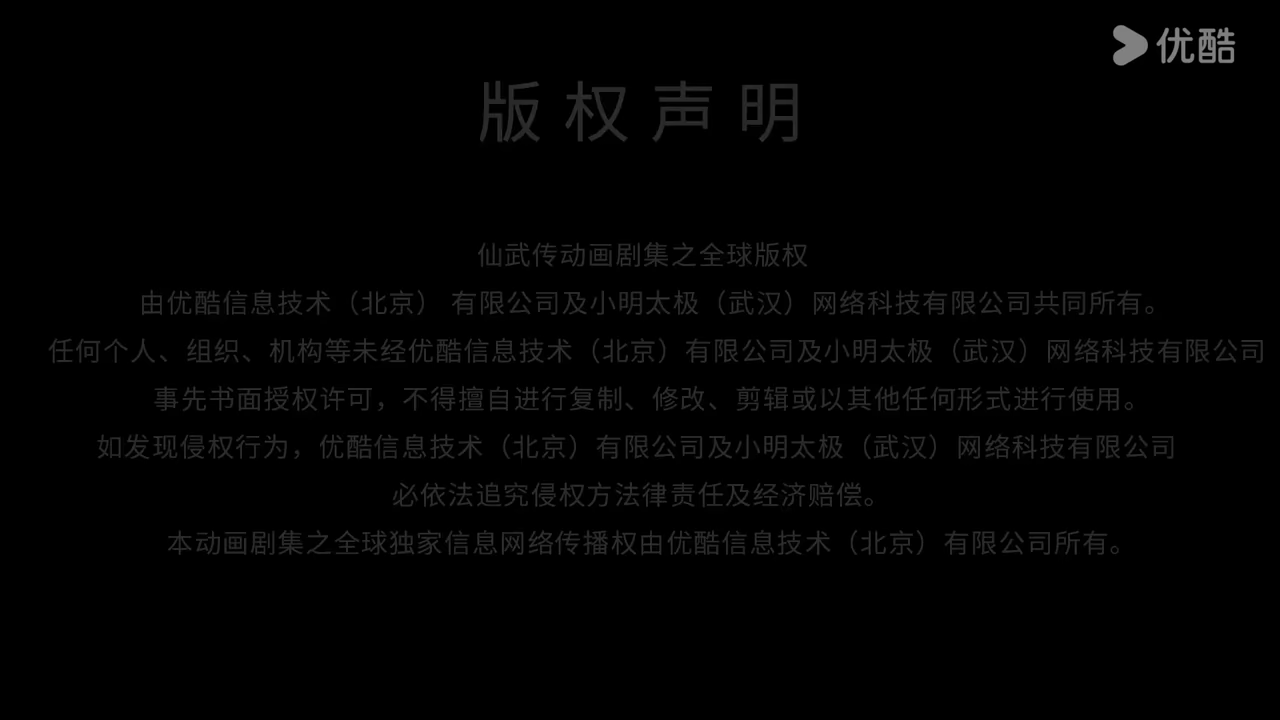 优酷
版权声明
仙武传动画剧集之全球版权
由优酷信息技术（北京） 有限公司及小明太极（武汉）网络科技有限公司共同所有。
任何个人、组织、机构等未经优酷信息技术（北京）有限公司及小明太极（武汉）网络科技有限公司
事先书面授权许可，不得擅自进行复制、修改、剪辑或以其他任何形式进行使用。
如发现侵权行为，优酷信息技术（北京）有限公司及小明太极（武汉）网络科技有限公司
必依法追究侵权方法律责任及经济赔偿。
本动画剧集之全球独家信息网络传播权由优酷信息技术（北京）有限公司所有。